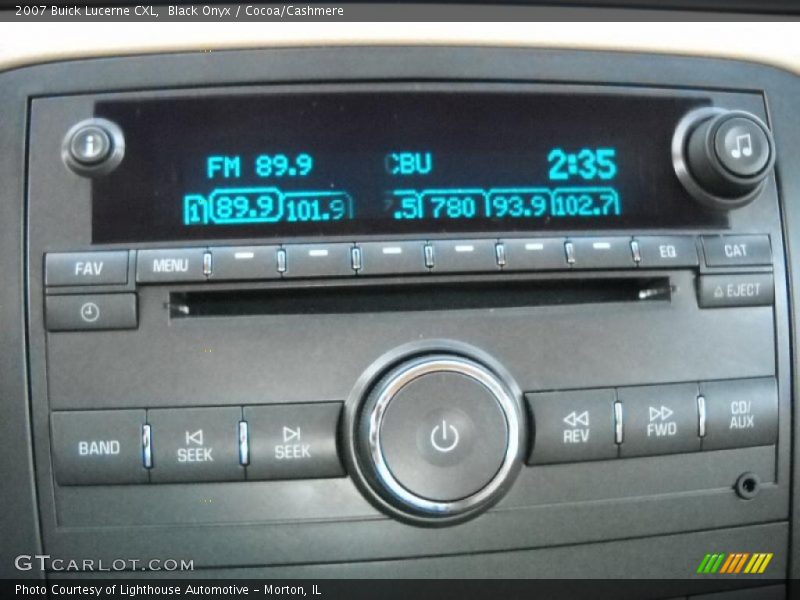 2007 Buick Lucerne CXL, Black Onyx / Cocoa/Cashmere
i
FM 89.9 CBU 2:35
1 89.9 101.9 .5 780 93.9 102.7
FAV MENU EQ CAT
EJECT
BAND SEEK SEEK REV FWD CD/
AUX
GTCARLOT.COM
Photo Courtesy of Lighthouse Automotive - Morton, IL